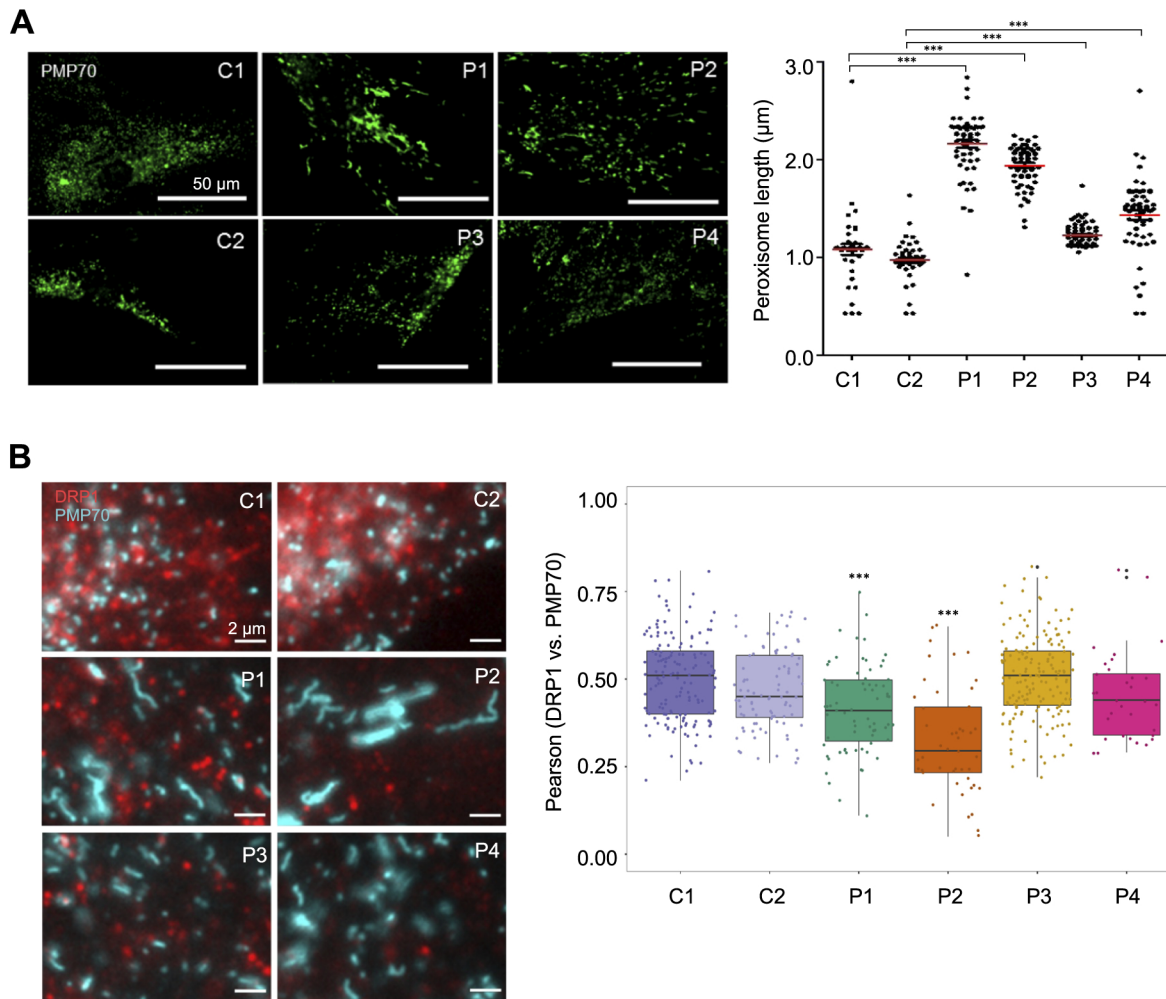 A
PMP70 C1 P1 P2
50 µm
C2 P3 P4
***
***
***
***
Peroxisome length (µm)
3.0
2.0
1.0
0.0
C1 C2 P1 P2 P3 P4
B
DRP1 C1 C2
PMP70
2 µm
P1 P2
P3 P4
Pearson (DRP1 vs. PMP70)
1.00
0.75
0.50
0.25
0.00
***
***
C1 C2 P1 P2 P3 P4